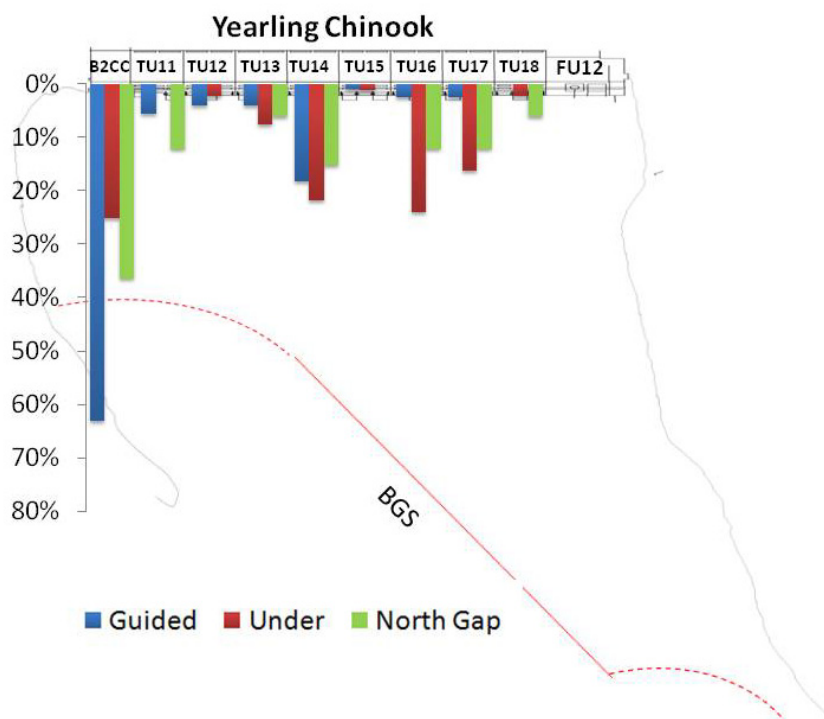 Yearling Chinook
B2CC TU11 TU12 TU13 TU14 TU15 TU16 TU17 TU18 FU12
0%
10%
20%
30%
40%
50%
60%
70%
80%
BGS
Guided Under North Gap